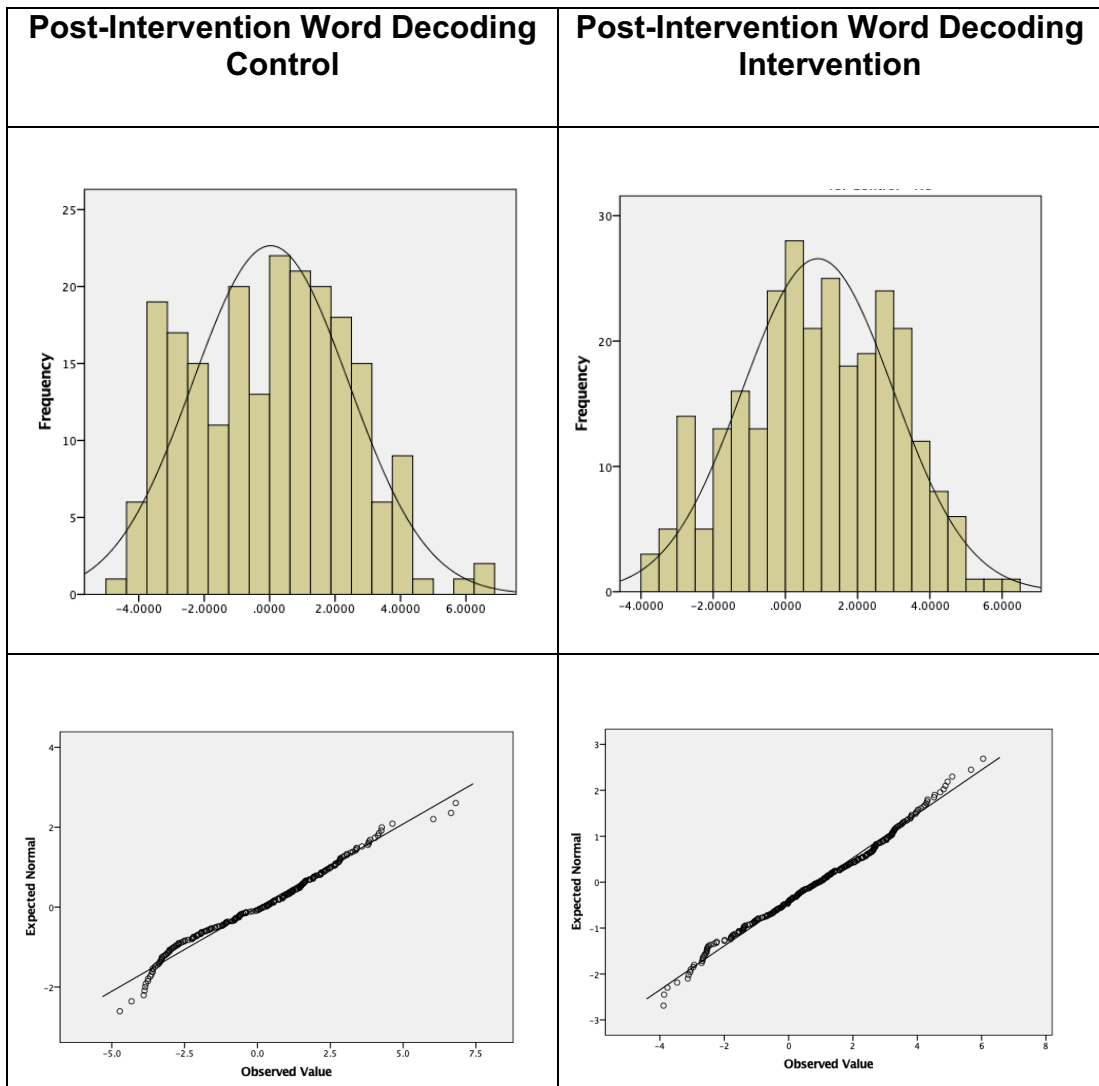 Post-Intervention Word Decoding
Control
Post-Intervention Word Decoding
Intervention
25
20
15
10
5
0
Frequency
-4.0000 -2.0000 .0000 2.0000 4.0000 6.0000
30
20
10
0
Frequency
-4.0000 -2.0000 .0000 2.0000 4.0000 6.0000
4
2
0
-2
Expected Normal
-5.0 -2.5 0.0 2.5 5.0 7.5
Observed Value
3
2
1
0
-1
-2
-3
Expected Normal
-4 -2 0 2 4 6 8
Observed Value